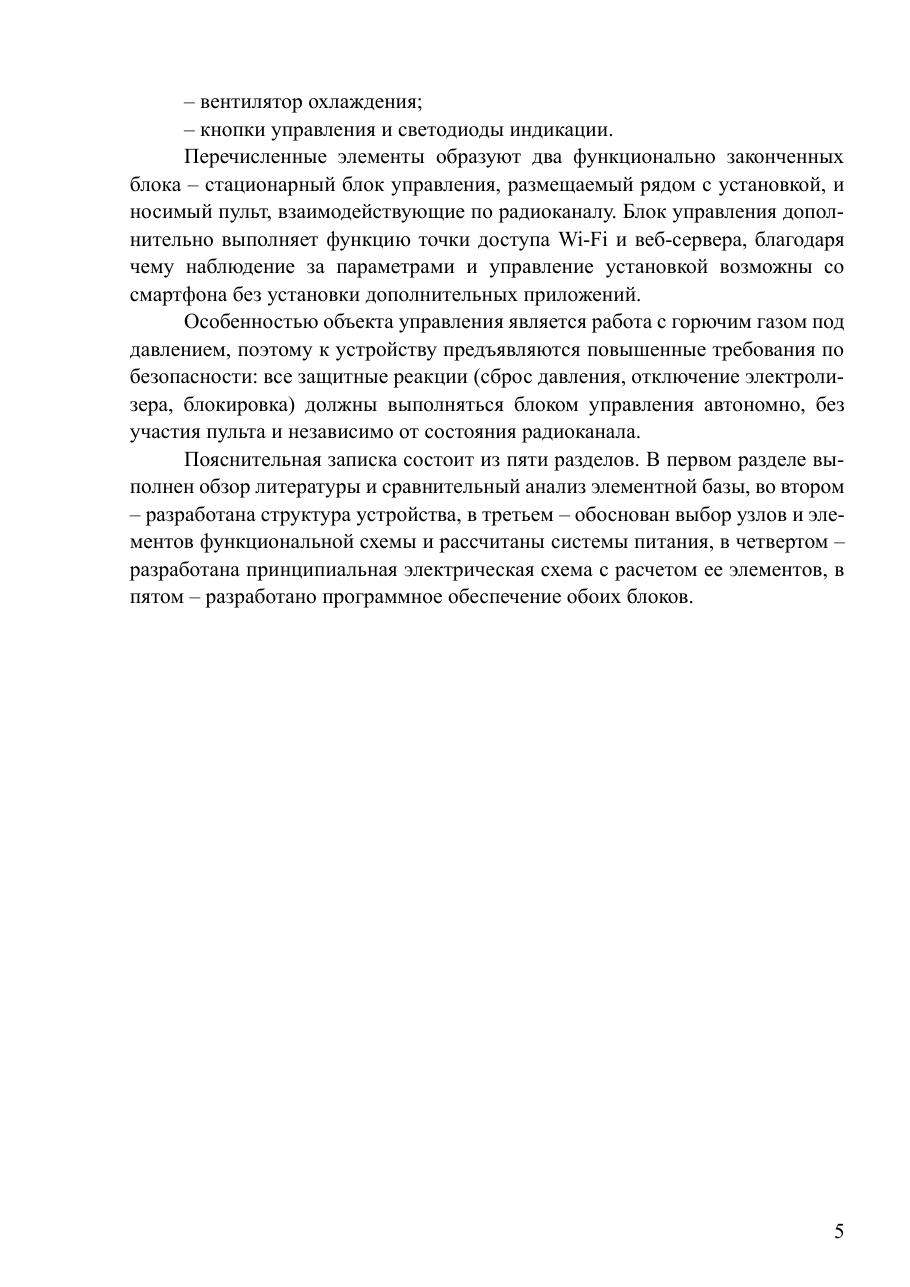 – вентилятор охлаждения;
– кнопки управления и светодиоды индикации.
Перечисленные элементы образуют два функционально законченных
блока – стационарный блок управления, размещаемый рядом с установкой, и
носимый пульт, взаимодействующие по радиоканалу. Блок управления допол-
нительно выполняет функцию точки доступа Wi-Fi и веб-сервера, благодаря
чему наблюдение за параметрами и управление установкой возможны со
смартфона без установки дополнительных приложений.
Особенностью объекта управления является работа с горючим газом под
давлением, поэтому к устройству предъявляются повышенные требования по
безопасности: все защитные реакции (сброс давления, отключение электроли-
зера, блокировка) должны выполняться блоком управления автономно, без
участия пульта и независимо от состояния радиоканала.
Пояснительная записка состоит из пяти разделов. В первом разделе вы-
полнен обзор литературы и сравнительный анализ элементной базы, во втором
– разработана структура устройства, в третьем – обоснован выбор узлов и эле-
ментов функциональной схемы и рассчитаны системы питания, в четвертом –
разработана принципиальная электрическая схема с расчетом ее элементов, в
пятом – разработано программное обеспечение обоих блоков.
5